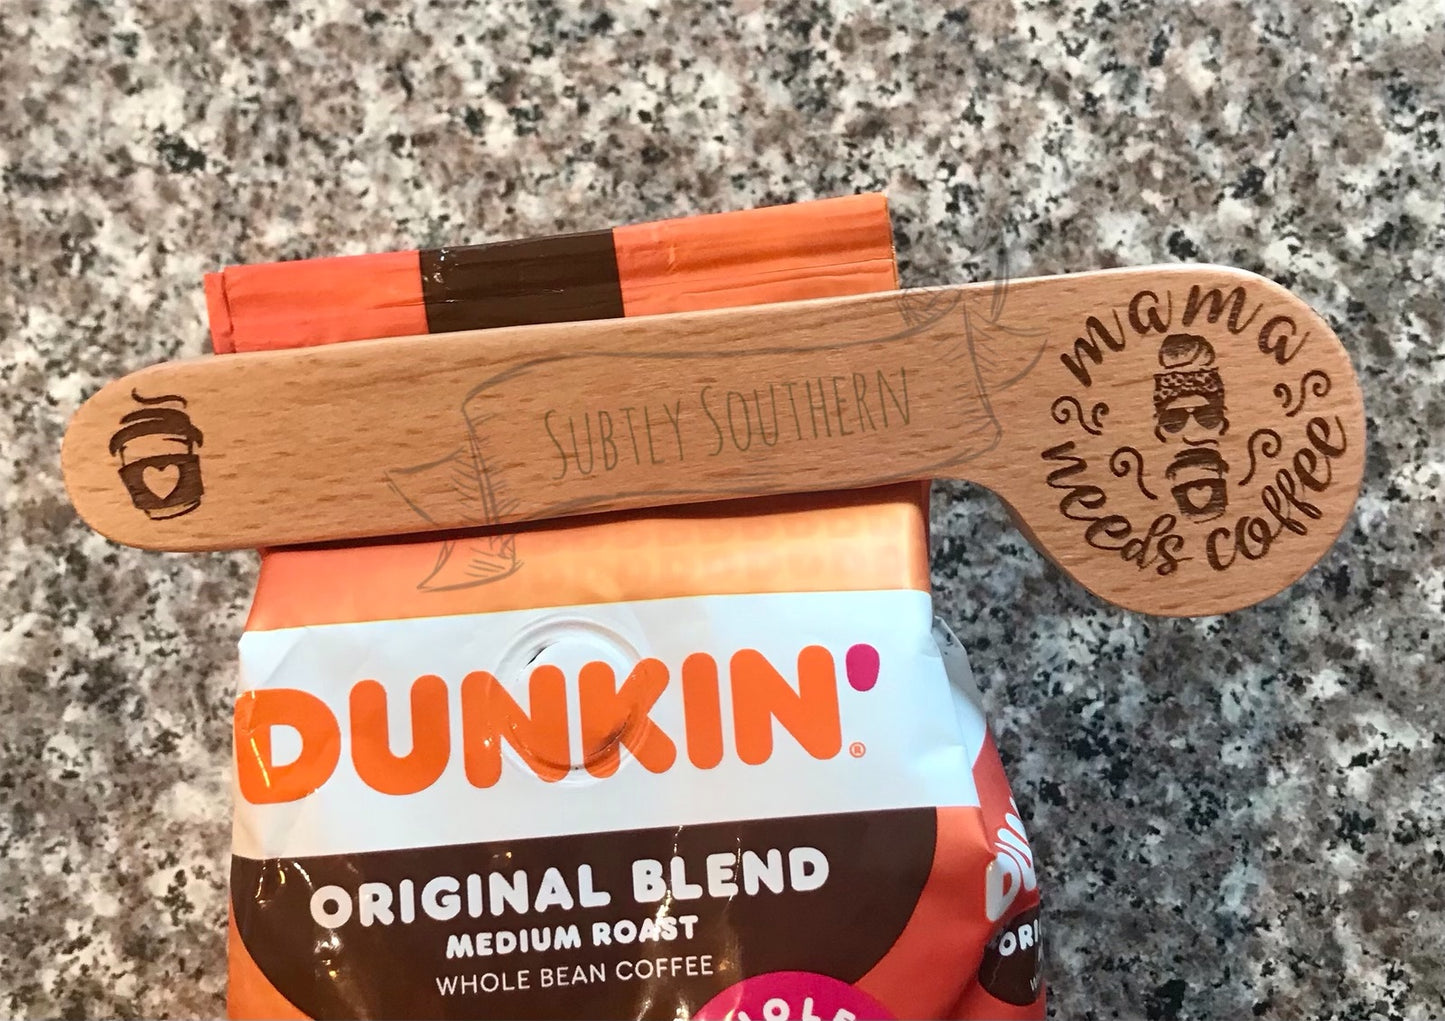 mama
needs coffee
SUBTLY SOUTHERN
DUNKIN'®
ORIGINAL BLEND
MEDIUM ROAST
WHOLE BEAN COFFEE